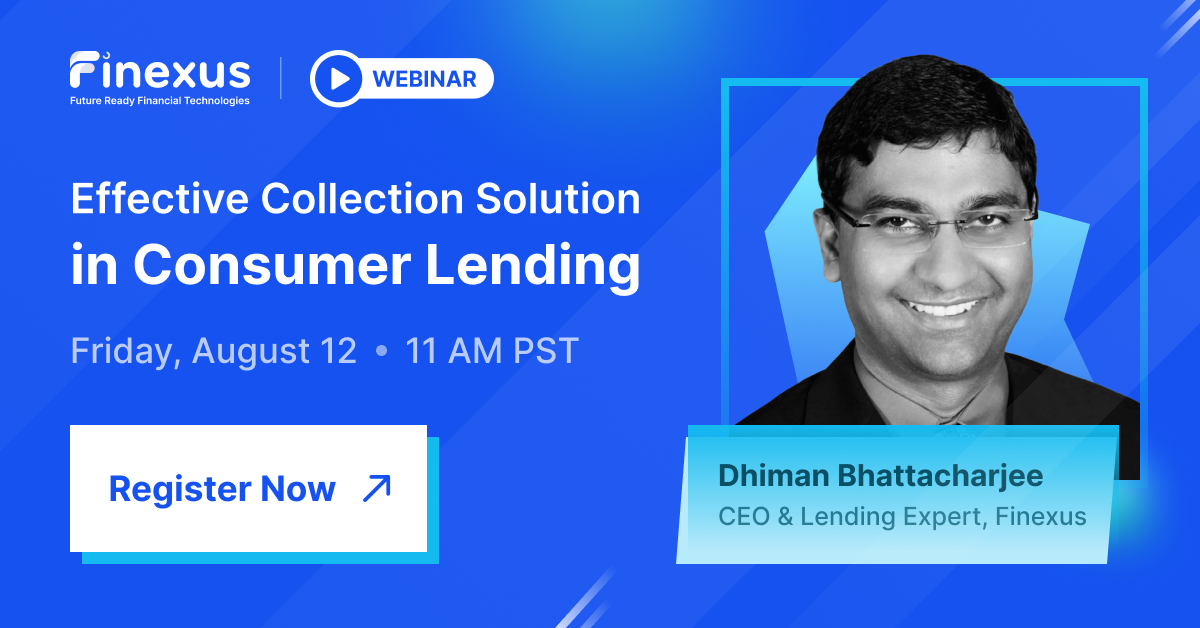 Finexus
Future Ready Financial Technologies
WEBINAR
Effective Collection Solution
in Consumer Lending
Friday, August 12 • 11 AM PST
Register Now
Dhiman Bhattacharjee
CEO & Lending Expert, Finexus